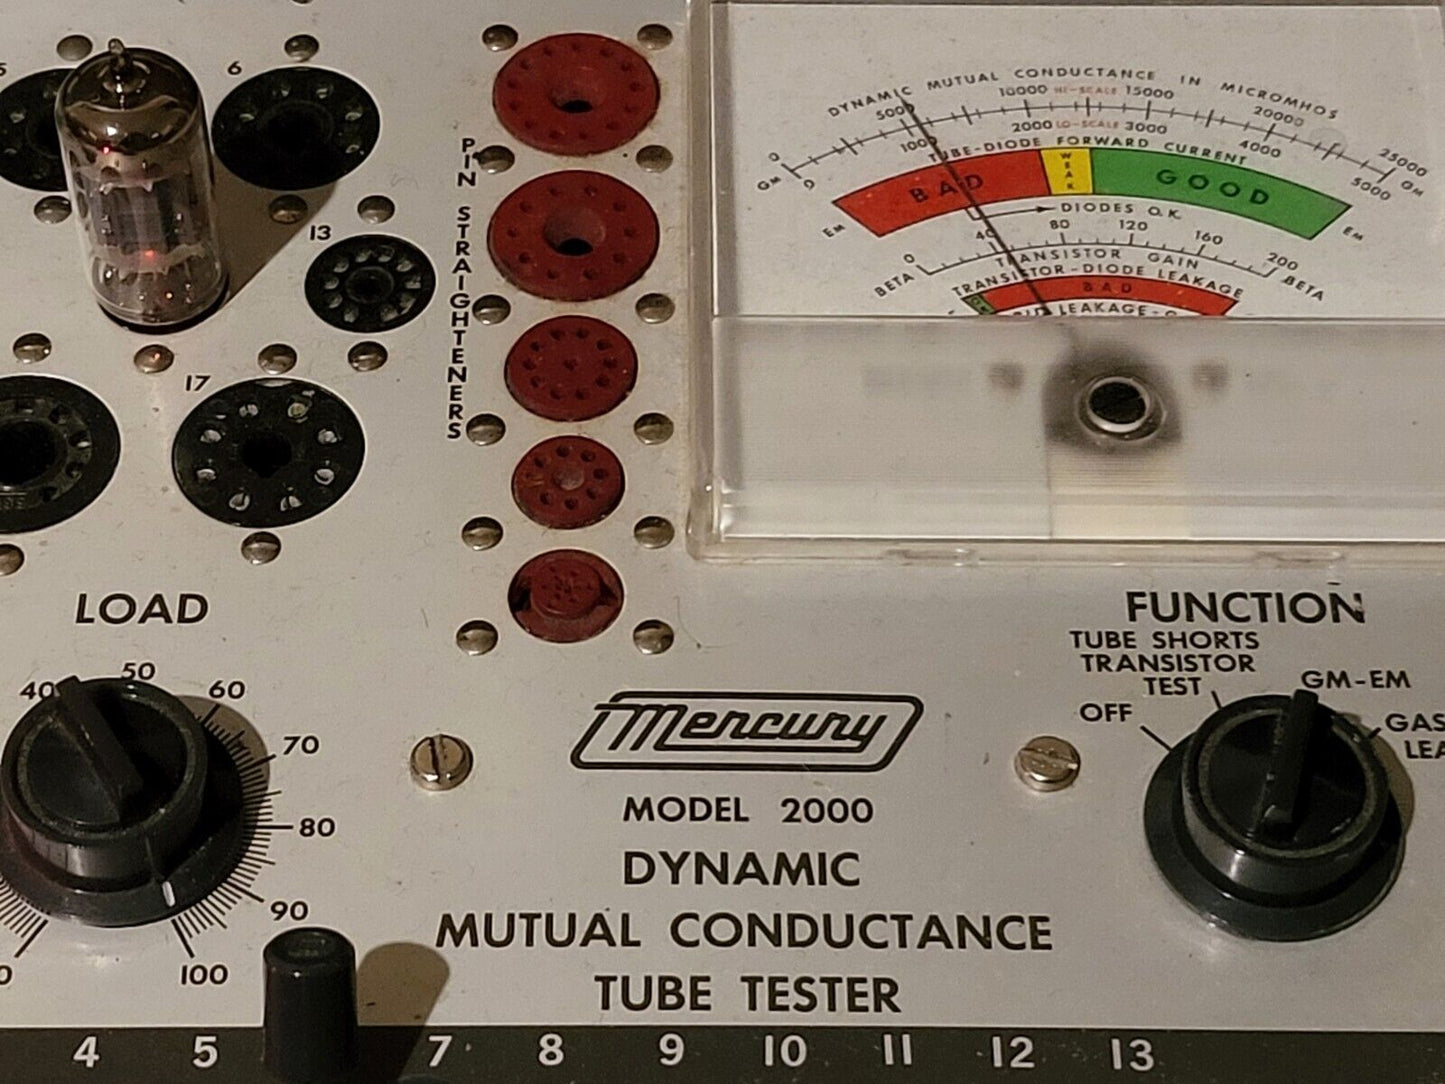 5
6
13
17
PIN STRAIGHTENERS
DYNAMIC MUTUAL CONDUCTANCE IN MICROMHOS
10000 HI-SCALE 15000
5000
20000
25000
0
GM
GM
2000 LO-SCALE 3000
1000
4000
5000
0
TUBE-DIODE FORWARD CURRENT
BAD
WEAK
GOOD
EM
EM
DIODES O.K.
0 40 80 120 160 200
BETA
TRANSISTOR GAIN
BETA
TRANSISTOR-DIODE LEAKAGE
BAD
LEAKAGE
LOAD
40 50 60 70 80 90 100
0
FUNCTION
TUBE SHORTS
TRANSISTOR
TEST
OFF
GM-EM
GAS
LEA
Mercury
MODEL 2000
DYNAMIC
MUTUAL CONDUCTANCE
TUBE TESTER
4 5 7 8 9 10 11 12 13